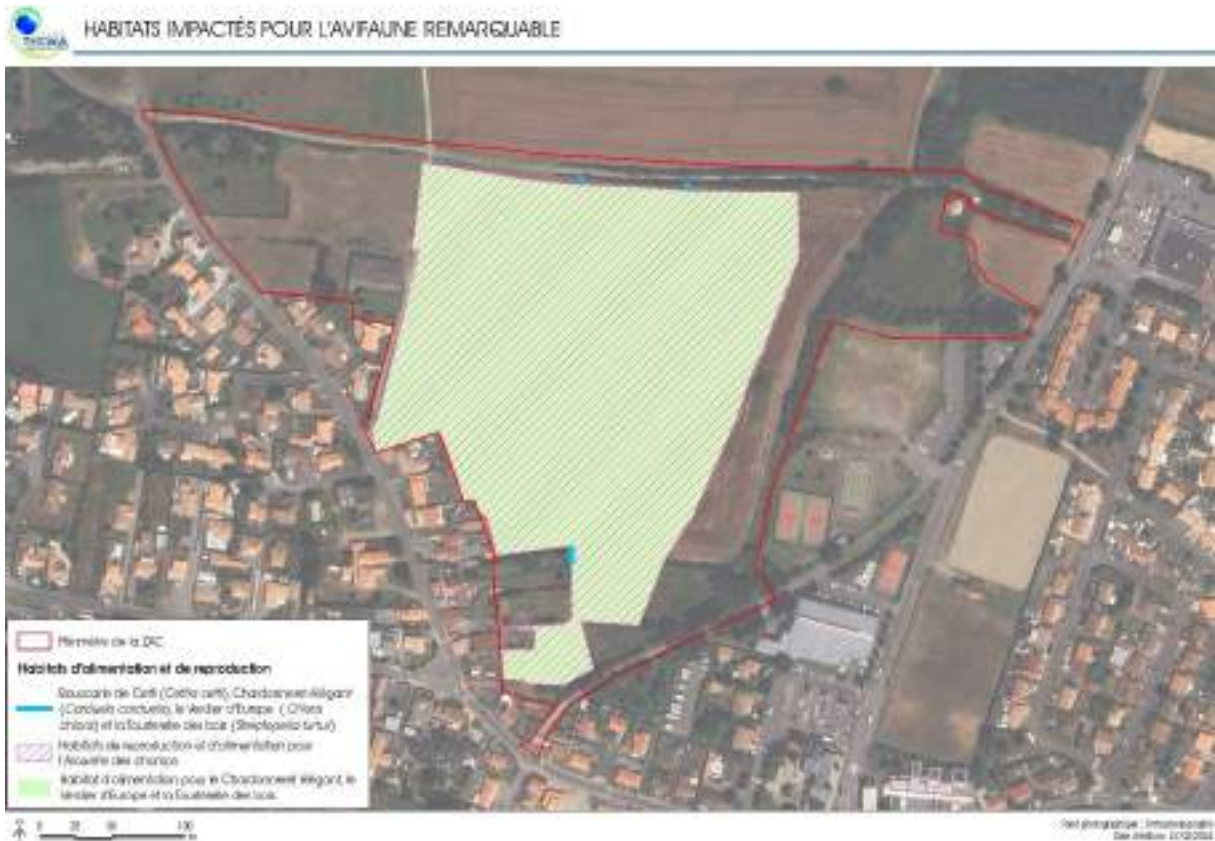 THEMA
HABITATS IMPACTÉS POUR L'AVIFAUNE REMARQUABLE
Périmètre de la ZAC
Habitats d'alimentation et de reproduction
Bouscarle de Cetti (Cettia cetti), Chardonneret élégant
(Carduelis carduelis), le Verdier d'Europe ( Chloris
chloris) et la Tourterelle des bois (Streptopelia turtur)
Habitats de reproduction et d'alimentation pour
l'Alouette des champs
Habitat d'alimentation pour le Chardonneret élégant, le
Verdier d'Europe et la Tourterelle des bois
0
100
m